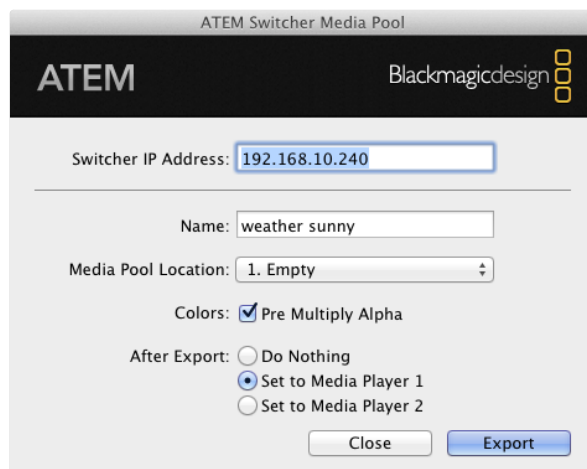 ATEM Switcher Media Pool
ATEM Blackmagicdesign
Switcher IP Address: 192.168.10.240
Name: weather sunny
Media Pool Location: 1. Empty
Colors: Pre Multiply Alpha
After Export: Do Nothing
Set to Media Player 1
Set to Media Player 2
Close Export